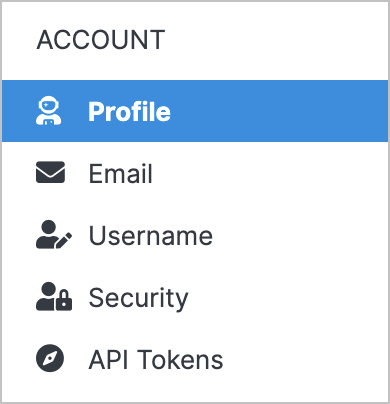 ACCOUNT
Profile
Email
Username
Security
API Tokens